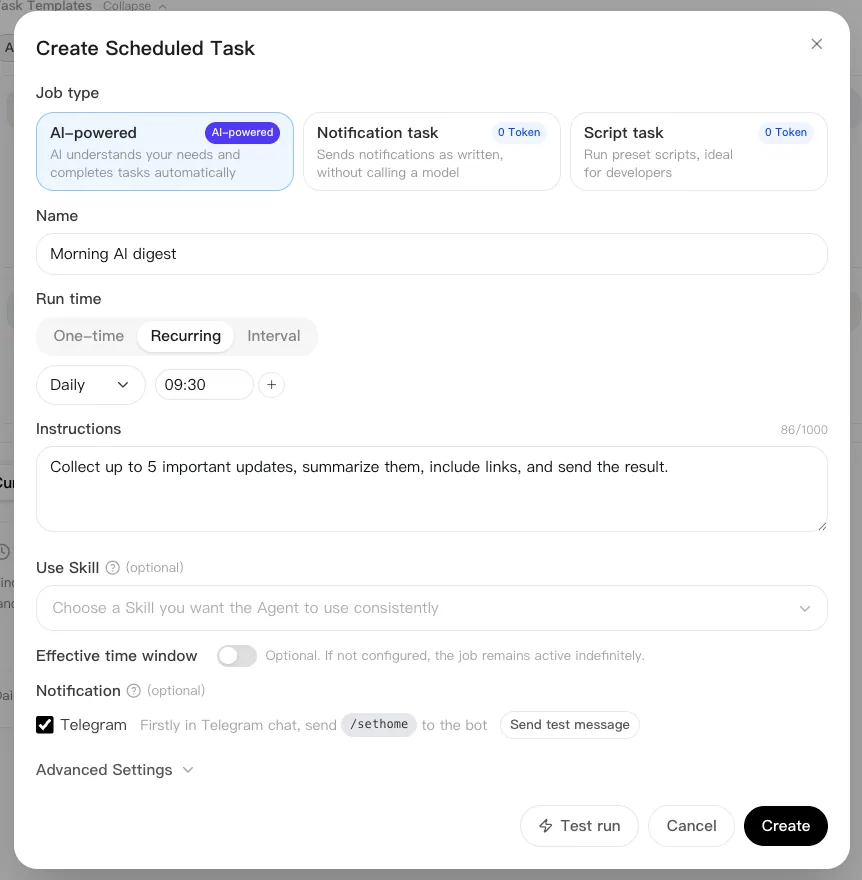 ask Templates Collapse
Create Scheduled Task
Job type
AI-powered AI-powered
AI understands your needs and
completes tasks automatically
Notification task 0 Token
Sends notifications as written,
without calling a model
Script task 0 Token
Run preset scripts, ideal
for developers
Name
Morning AI digest
Run time
One-time Recurring Interval
Daily 09:30 +
Instructions 86/1000
Collect up to 5 important updates, summarize them, include links, and send the result.
Use Skill ? (optional)
Choose a Skill you want the Agent to use consistently
Effective time window Optional. If not configured, the job remains active indefinitely.
Notification ? (optional)
Telegram Firstly in Telegram chat, send /sethome to the bot Send test message
Advanced Settings
Test run Cancel Create